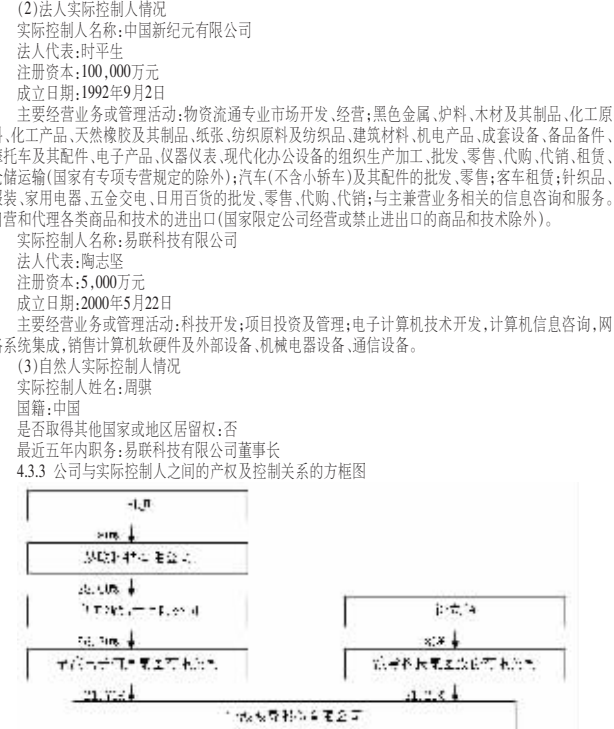 (2)法人实际控制人情况
实际控制人名称:中国新纪元有限公司
法人代表:时平生
注册资本:100,000万元
成立日期:1992年9月2日
主要经营业务或管理活动:物资流通专业市场开发、经营;黑色金属、炉料、木材及其制品、化工原
、化工产品、天然橡胶及其制品、纸张、纺织原料及纺织品、建筑材料、机电产品、成套设备、备品备件、
托车及其配件、电子产品、仪器仪表、现代化办公设备的组织生产加工、批发、零售、代购、代销、租赁、
储运输(国家有专项专营规定的除外);汽车(不含小轿车)及其配件的批发、零售;客车租赁;针织品、
装、家用电器、五金交电、日用百货的批发、零售、代购、代销;与主兼营业务相关的信息咨询和服务。
营和代理各类商品和技术的进出口(国家限定公司经营或禁止进出口的商品和技术除外)。
实际控制人名称:易联科技有限公司
法人代表:陶志坚
注册资本:5,000万元
成立日期:2000年5月22日
主要经营业务或管理活动:科技开发;项目投资及管理;电子计算机技术开发,计算机信息咨询,网
系统集成,销售计算机软硬件及外部设备、机械电器设备、通信设备。
(3)自然人实际控制人情况
实际控制人姓名:周骐
国籍:中国
是否取得其他国家或地区居留权:否
最近五年内职务:易联科技有限公司董事长
4.3.3 公司与实际控制人之间的产权及控制关系的方框图